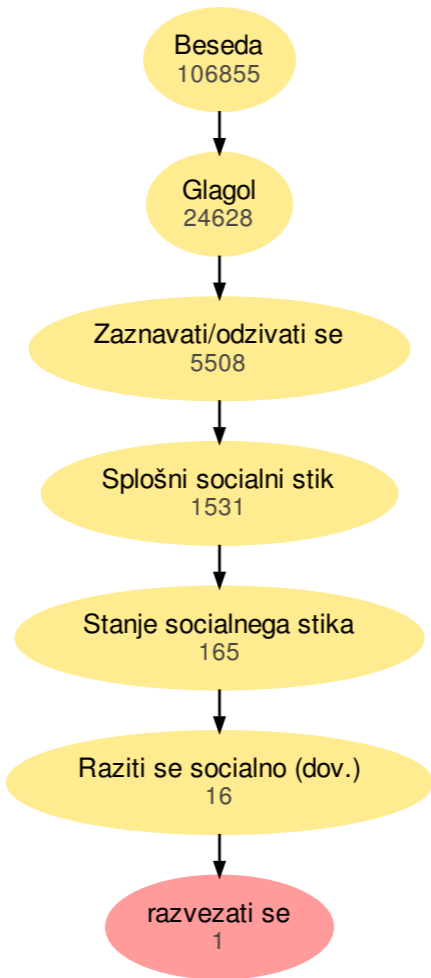 Beseda
106855
Glagol
24628
Zaznavati/odzivati se
5508
Splošni socialni stik
1531
Stanje socialnega stika
165
Raziti se socialno (dov.)
16
razvezati se
1